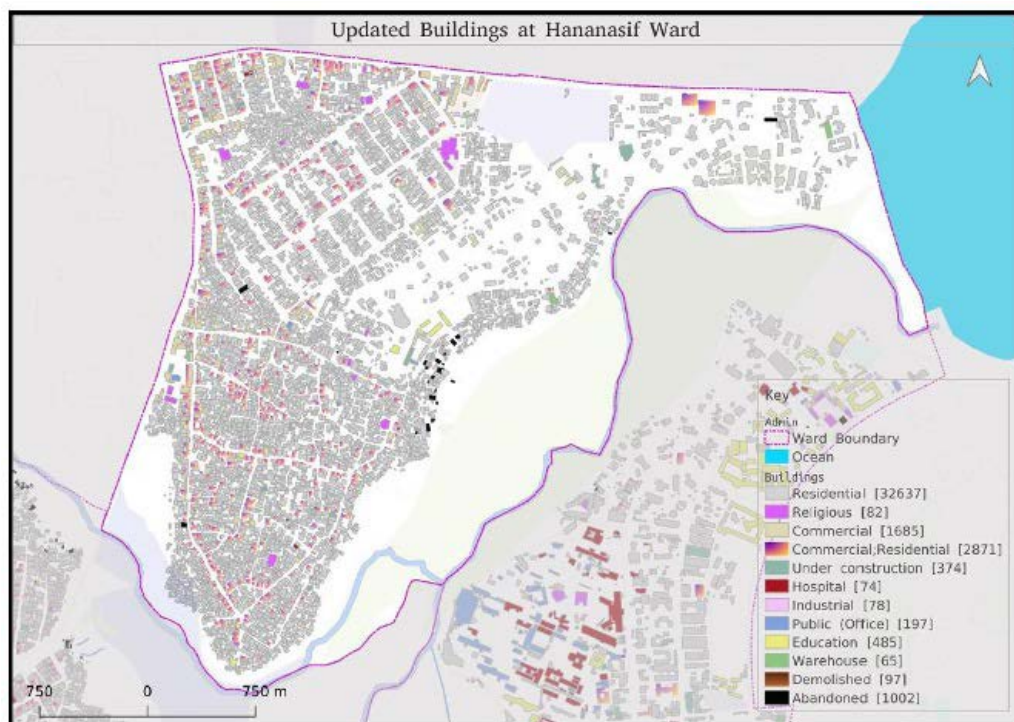 Updated Buildings at Hananasif Ward
Key
Admin
Ward Boundary
Ocean
Buildings
Residential [32637]
Religious [82]
Commercial [1685]
Commercial;Residential [2871]
Under construction [374]
Hospital [74]
Industrial [78]
Public (Office) [197]
Education [485]
Warehouse [65]
Demolished [97]
Abandoned [1002]
750 0 750 m